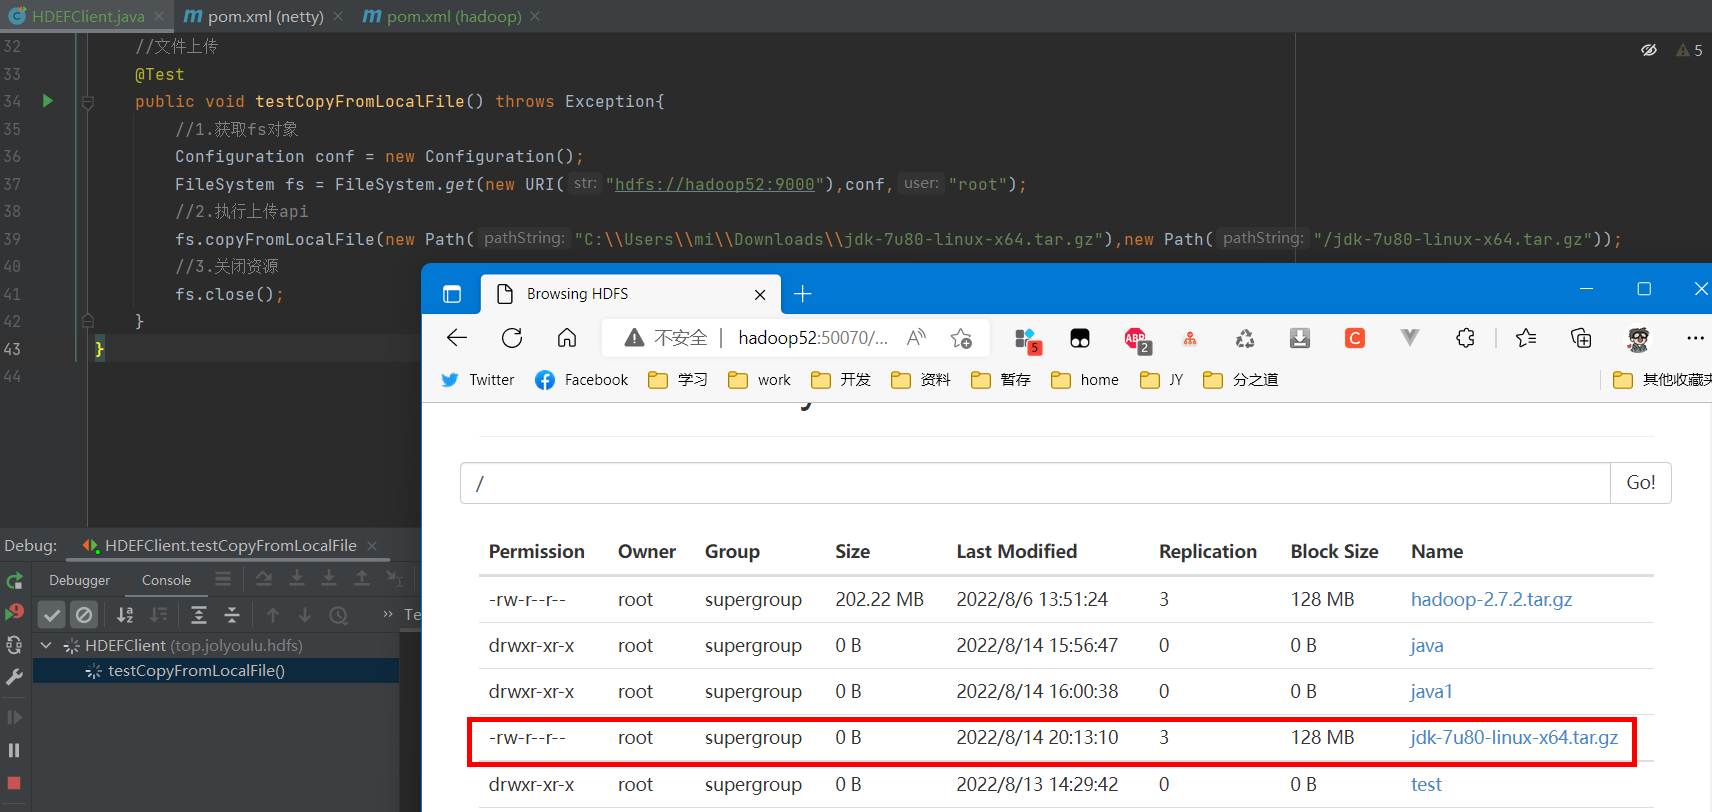 HDEFClient.java pom.xml (netty) pom.xml (hadoop)
32 //文件上传 5
33 @Test
34 public void testCopyFromLocalFile() throws Exception{
35 //1.获取fs对象
36 Configuration conf = new Configuration();
37 FileSystem fs = FileSystem.get(new URI( str: "hdfs://hadoop52:9000"),conf, user: "root");
38 //2.执行上传api
39 fs.copyFromLocalFile(new Path( pathString: "C:\\Users\\mi\\Downloads\\jdk-7u80-linux-x64.tar.gz"),new Path( pathString: "/jdk-7u80-linux-x64.tar.gz"));
40 //3.关闭资源
41 fs.close();
42 }
43 }
44
Browsing HDFS
不安全 hadoop52:50070/... 5 ABP 2
Twitter Facebook 学习 work 开发 资料 暂存 home JY 分之道 其他收藏夹
/ Go!
Permission Owner Group Size Last Modified Replication Block Size Name
-rw-r--r-- root supergroup 202.22 MB 2022/8/6 13:51:24 3 128 MB hadoop-2.7.2.tar.gz
drwxr-xr-x root supergroup 0 B 2022/8/14 15:56:47 0 0 B java
drwxr-xr-x root supergroup 0 B 2022/8/14 16:00:38 0 0 B java1
-rw-r--r-- root supergroup 0 B 2022/8/14 20:13:10 3 128 MB jdk-7u80-linux-x64.tar.gz
drwxr-xr-x root supergroup 0 B 2022/8/13 14:29:42 0 0 B test
Debug: HDEFClient.testCopyFromLocalFile
Debugger Console
9
HDEFClient (top.jolyoulu.hdfs)
testCopyFromLocalFile()